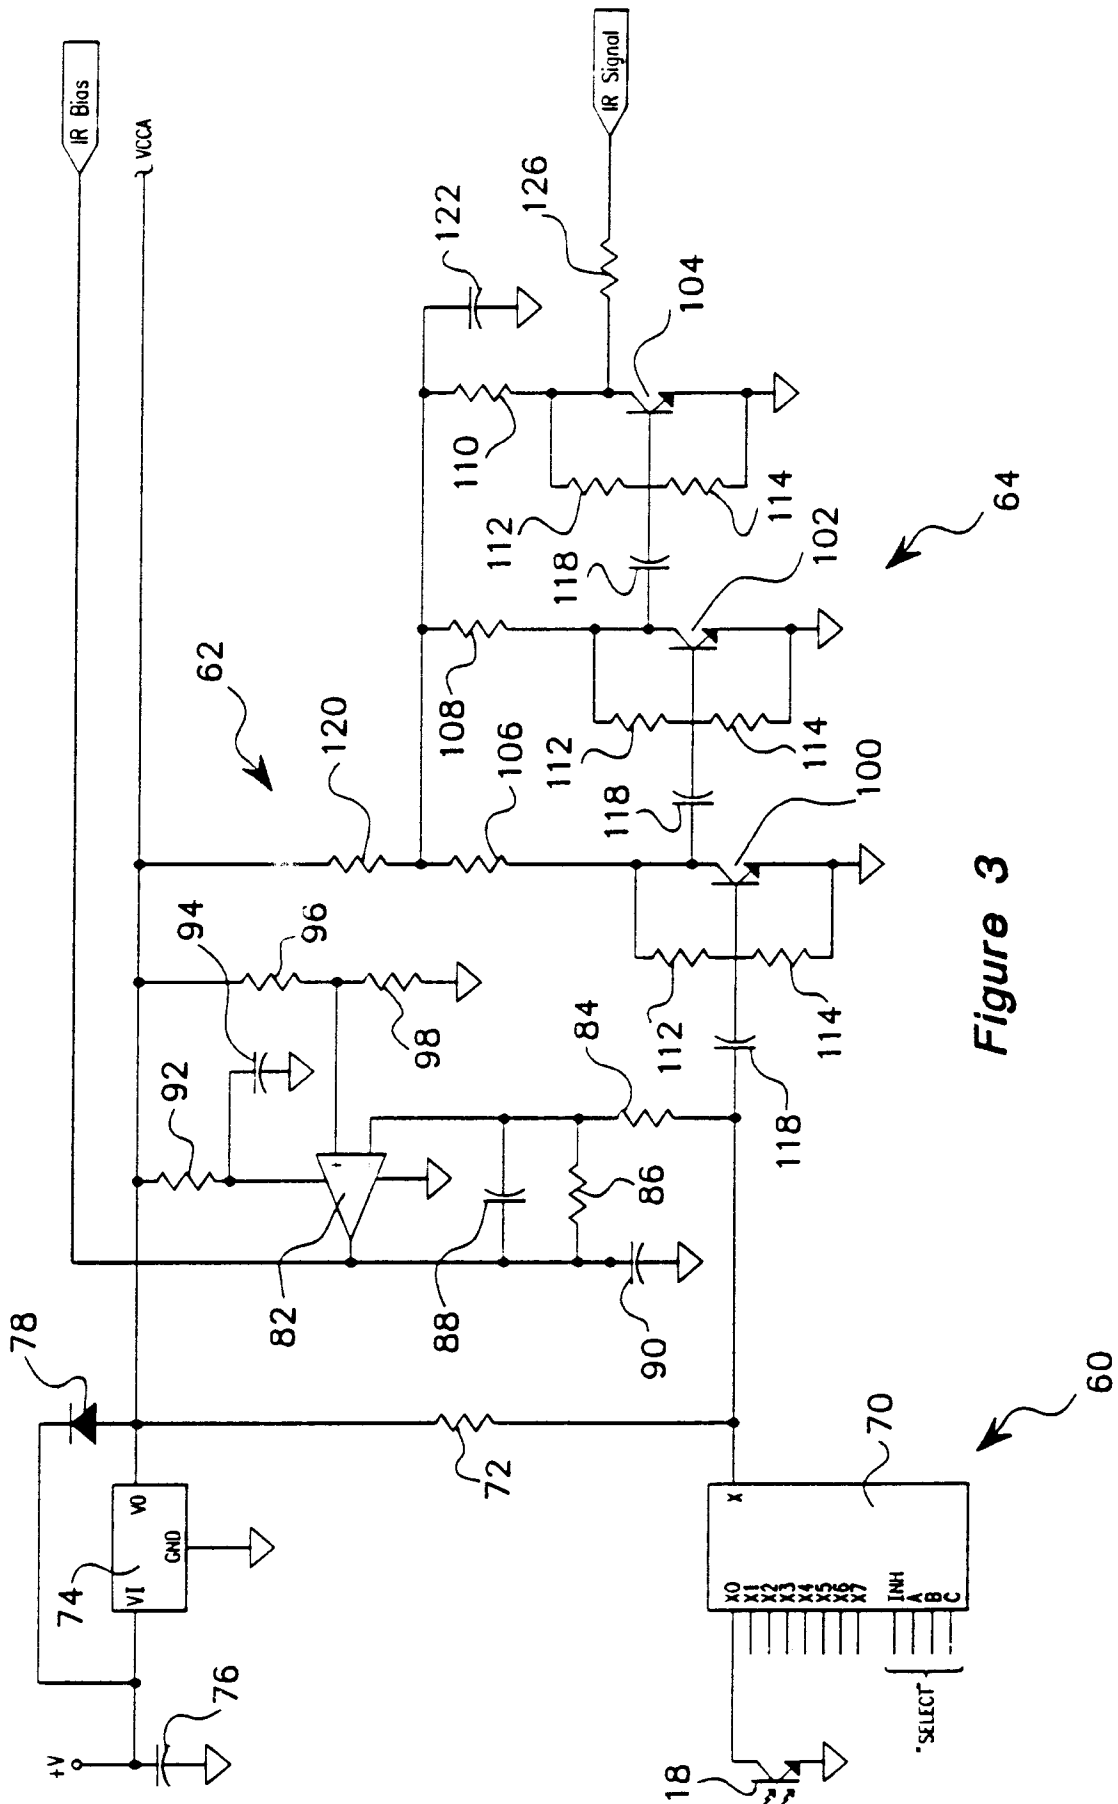 +V
76
74
VI
VO
GND
78
IR Bias
VCCA
72
92
94
96
98
+
82
88
86
84
90
62
120
106
108
110
122
126
IR Signal
104
112
114
118
102
112
114
118
100
112
114
118
64
18
X0
X1
X2
X3
X4
X5
X6
X7
INH
A
B
C
X
"SELECT"
70
60
Figure 3